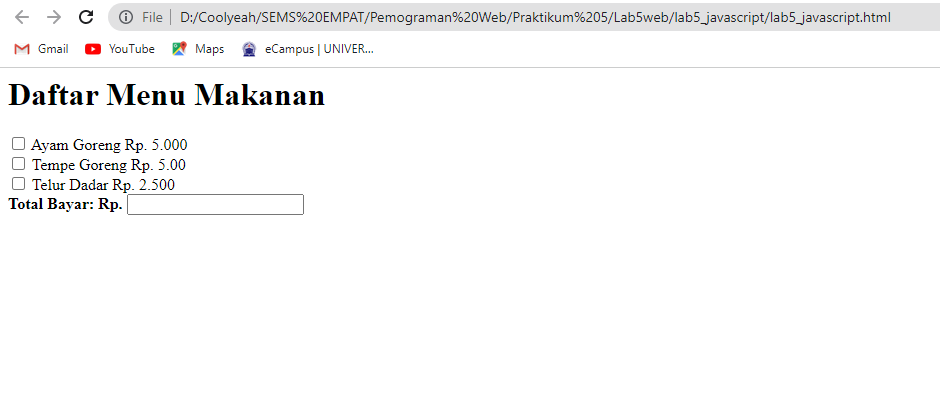 File D:/Coolyeah/SEMS%20EMPAT/Pemograman%20Web/Praktikum%205/Lab5web/lab5_javascript/lab5_javascript.html
Gmail YouTube Maps eCampus | UNIVER...
Daftar Menu Makanan
Ayam Goreng Rp. 5.000
Tempe Goreng Rp. 5.00
Telur Dadar Rp. 2.500
Total Bayar: Rp.